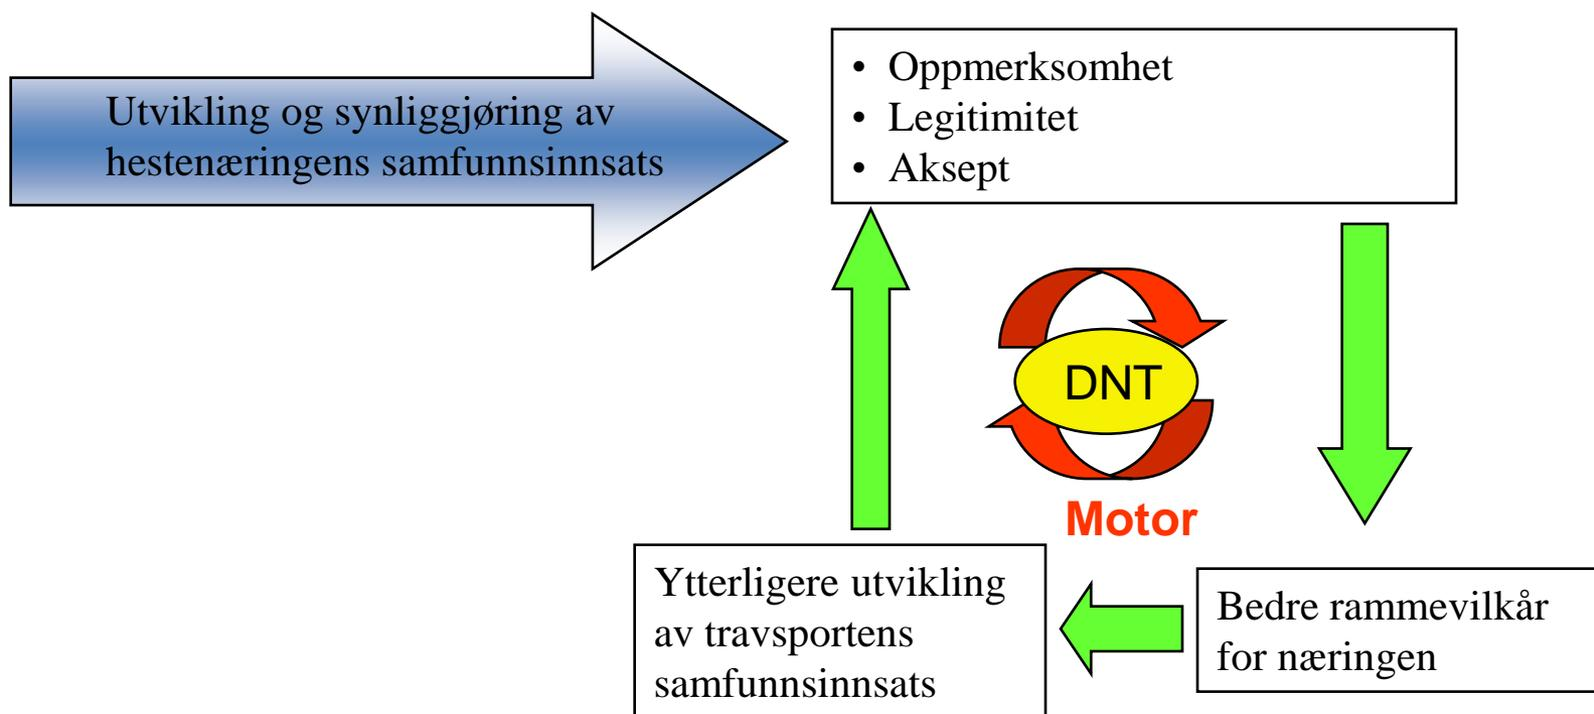 Utvikling og synliggjøring av
hestenæringens samfunnsinnsats
• Oppmerksomhet
• Legitimitet
• Aksept
DNT
Motor
Ytterligere utvikling
av travsportens
samfunnsinnsats
Bedre rammevilkår
for næringen